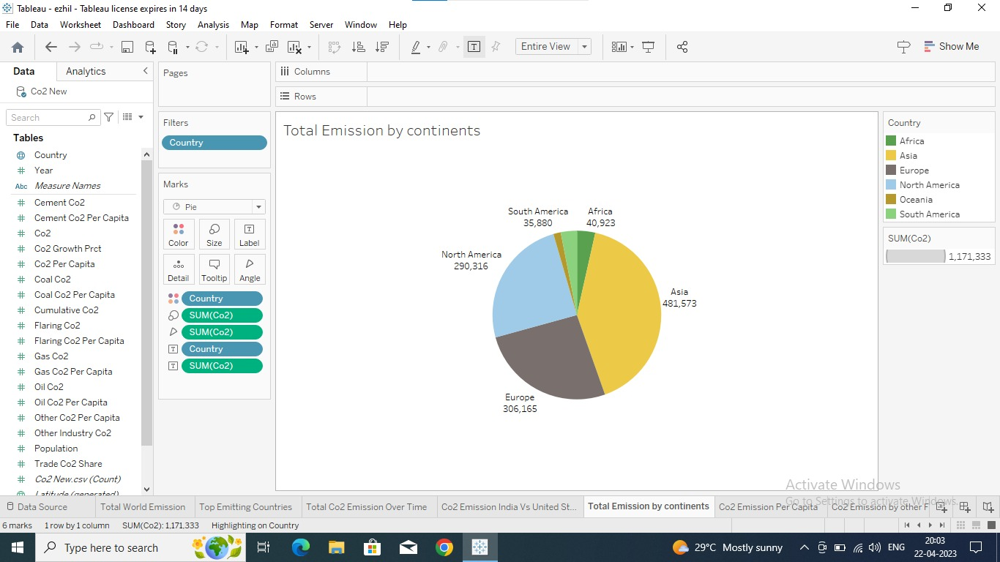 Tableau - ezhil - Tableau license expires in 14 days
File Data Worksheet Dashboard Story Analysis Map Format Server Window Help
Entire View
Show Me
Data Analytics
Co2 New
Search
Tables
Country
Year
Abc Measure Names
Cement Co2
Cement Co2 Per Capita
Co2
Co2 Growth Prct
Co2 Per Capita
Coal Co2
Coal Co2 Per Capita
Cumulative Co2
Flaring Co2
Flaring Co2 Per Capita
Gas Co2
Gas Co2 Per Capita
Oil Co2
Oil Co2 Per Capita
Other Co2 Per Capita
Other Industry Co2
Population
Trade Co2 Share
Co2 New.csv (Count)
Latitude (generated)
Pages
Filters
Country
Marks
Pie
Color Size Label
Detail Tooltip Angle
Country
SUM(Co2)
SUM(Co2)
Country
SUM(Co2)
Columns
Rows
Total Emission by continents
South America
35,880
Africa
40,923
North America
290,316
Asia
481,573
Europe
306,165
Country
Africa
Asia
Europe
North America
Oceania
South America
SUM(Co2)
1,171,333
Activate Windows
Go to Settings to activate Windows.
Data Source Total World Emission Top Emitting Countries Total Co2 Emission Over Time Co2 Emission India Vs United St... Total Emission by continents Co2 Emission Per Capita Co2 Emission by other F
6 marks 1 row by 1 column SUM(Co2): 1,171,333 Highlighting on Country
Type here to search
29°C Mostly sunny
ENG
20:03
22-04-2023